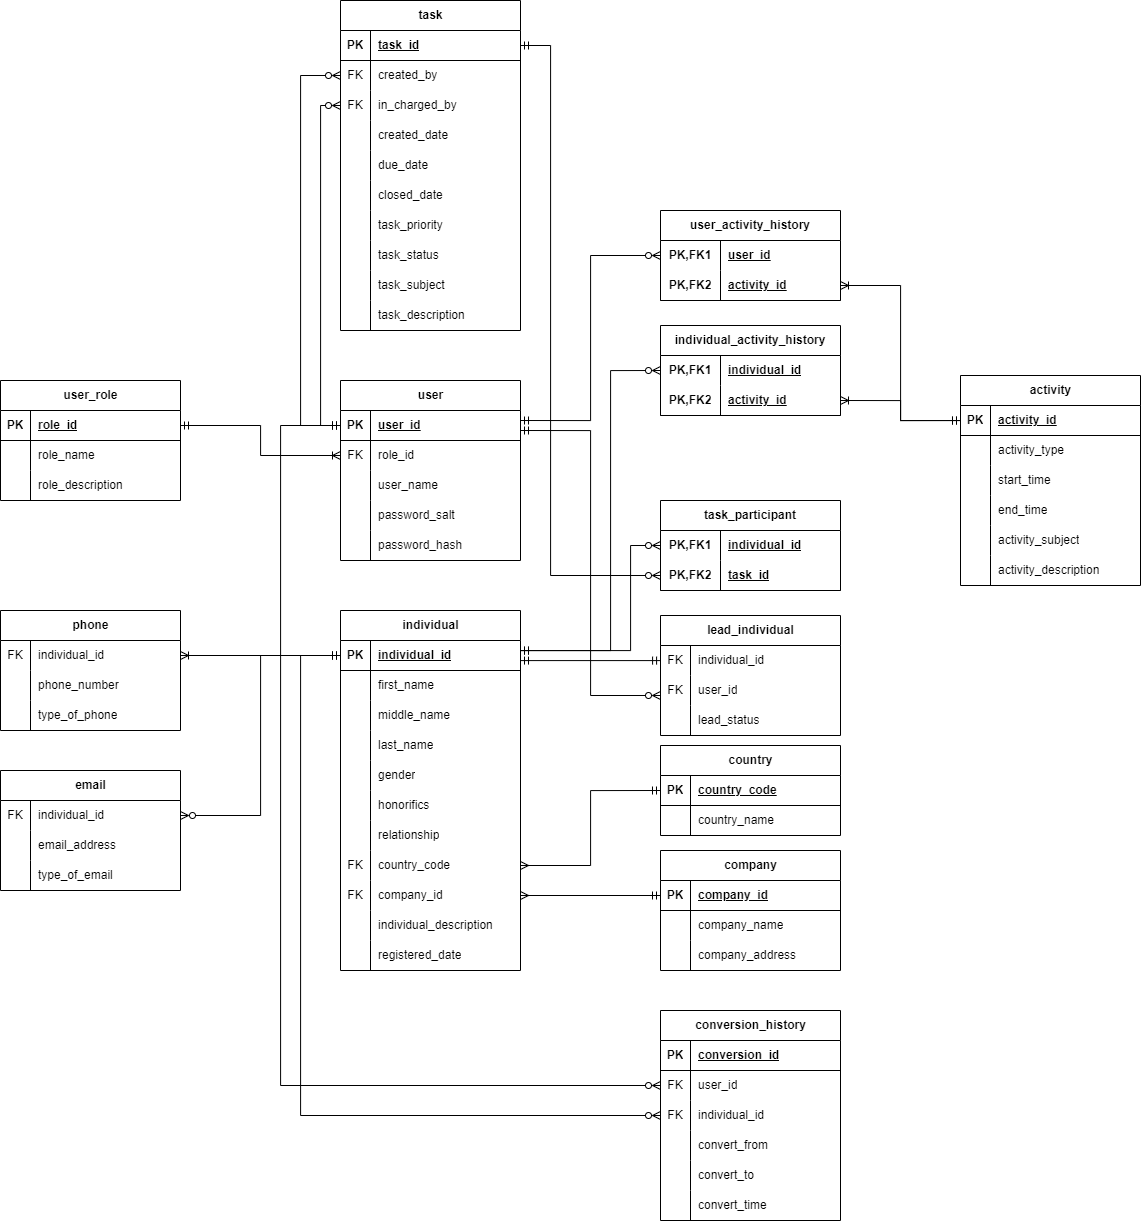 task
PK task_id
FK created_by
FK in_charged_by
created_date
due_date
closed_date
task_priority
task_status
task_subject
task_description
user_activity_history
PK,FK1 user_id
PK,FK2 activity_id
individual_activity_history
PK,FK1 individual_id
PK,FK2 activity_id
user_role
PK role_id
role_name
role_description
user
PK user_id
FK role_id
user_name
password_salt
password_hash
activity
PK activity_id
activity_type
start_time
end_time
activity_subject
activity_description
task_participant
PK,FK1 individual_id
PK,FK2 task_id
phone
FK individual_id
phone_number
type_of_phone
email
FK individual_id
email_address
type_of_email
individual
PK individual_id
first_name
middle_name
last_name
gender
honorifics
relationship
FK country_code
FK company_id
individual_description
registered_date
lead_individual
FK individual_id
FK user_id
lead_status
country
PK country_code
country_name
company
PK company_id
company_name
company_address
conversion_history
PK conversion_id
FK user_id
FK individual_id
convert_from
convert_to
convert_time